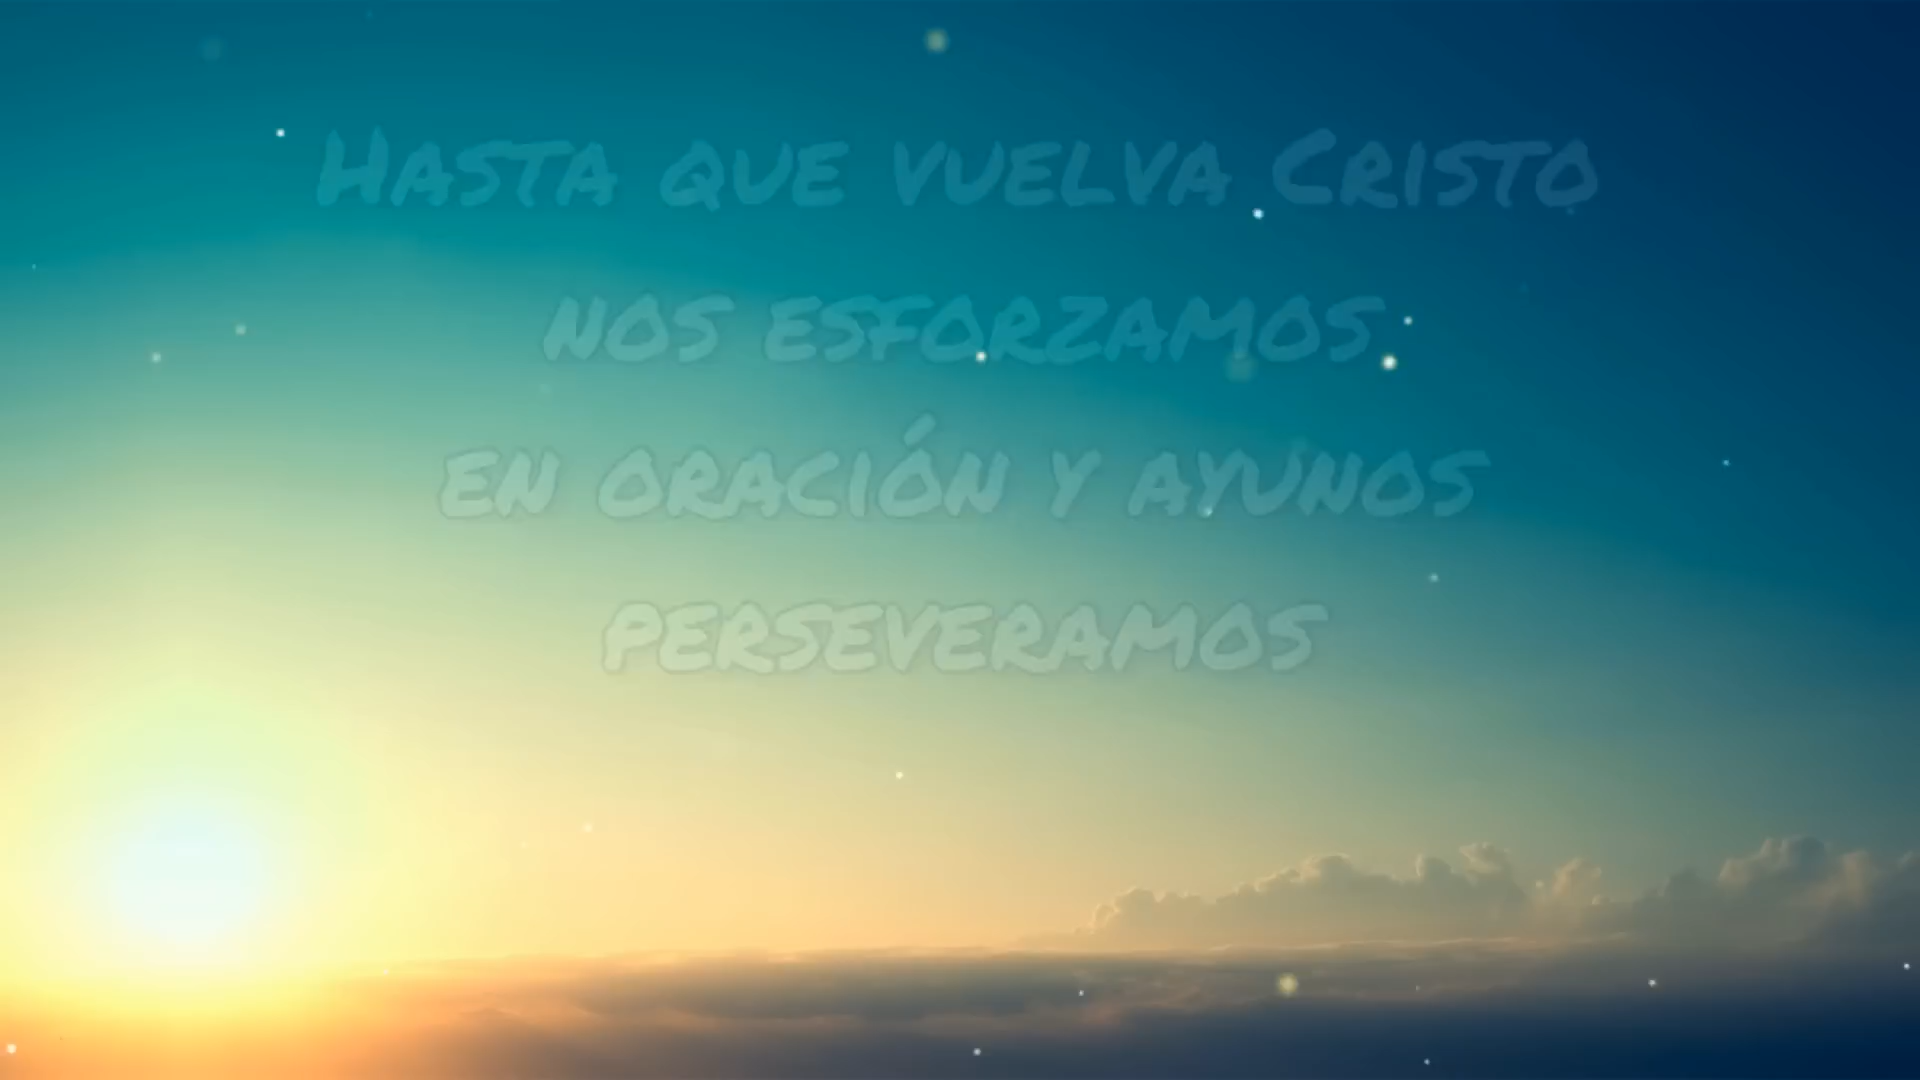 Hasta que vuelva Cristo
nos esforzamos
en oración y ayunos
perseveramos